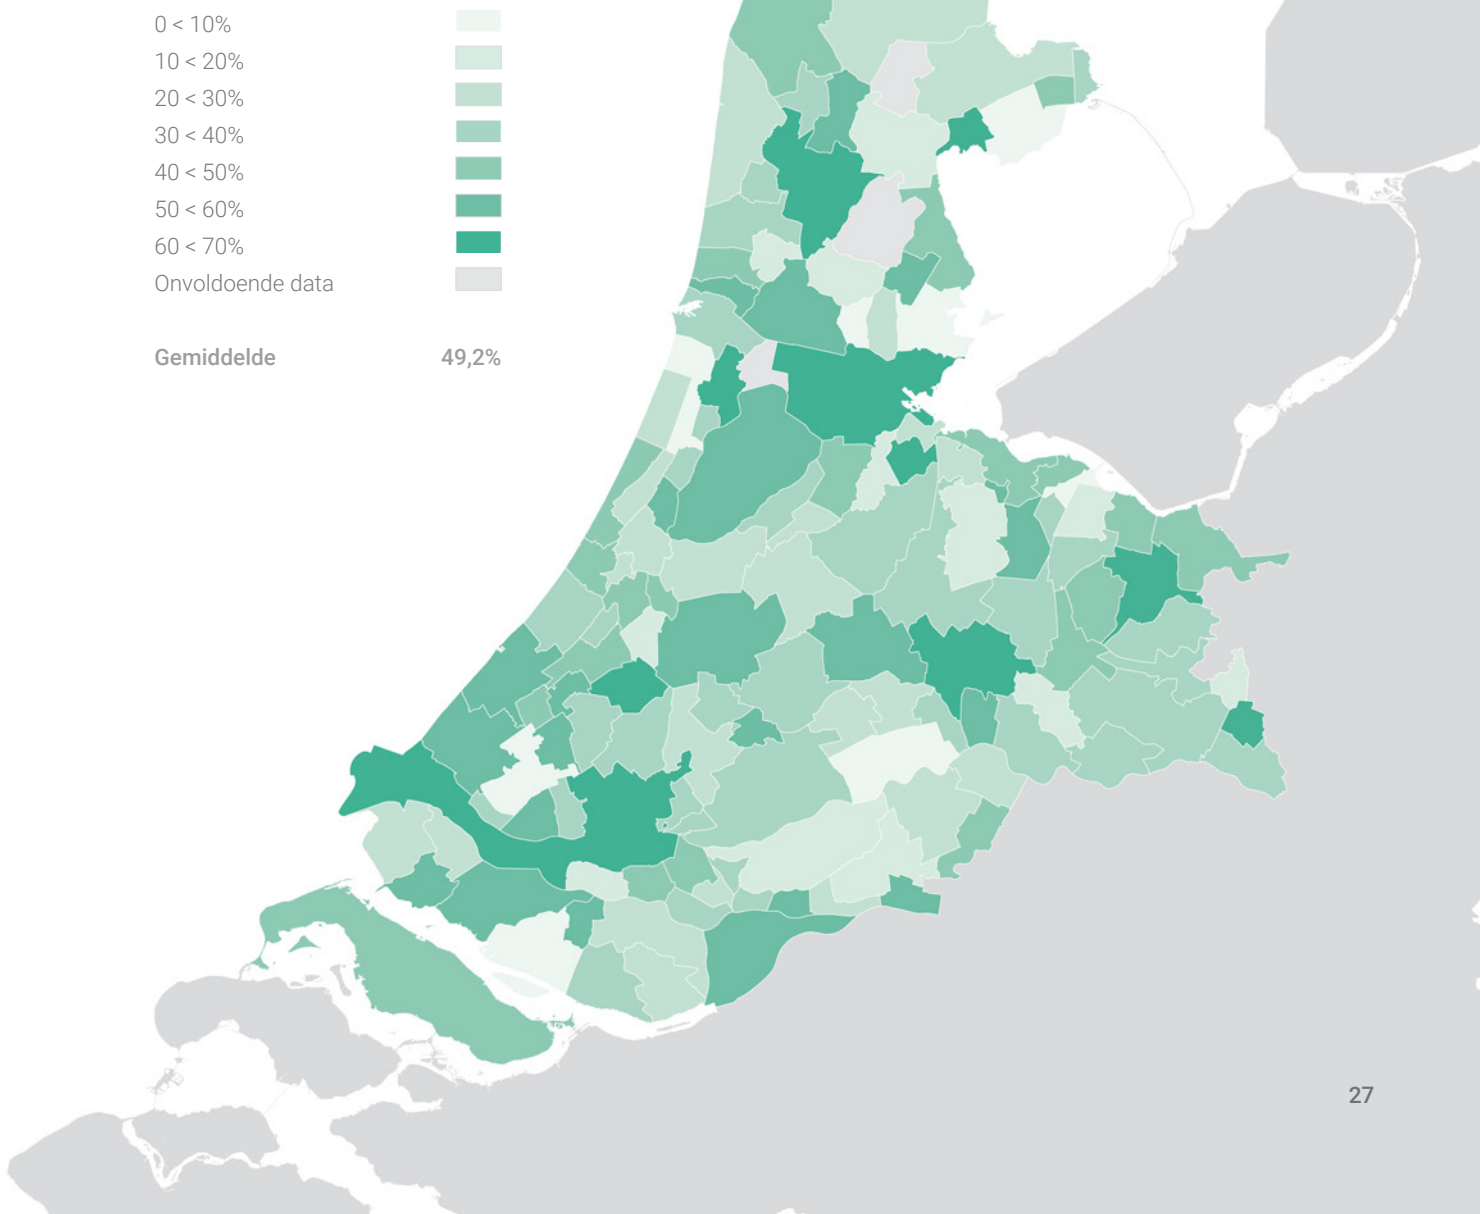 0 < 10%
10 < 20%
20 < 30%
30 < 40%
40 < 50%
50 < 60%
60 < 70%
Onvoldoende data
Gemiddelde 49,2%
27